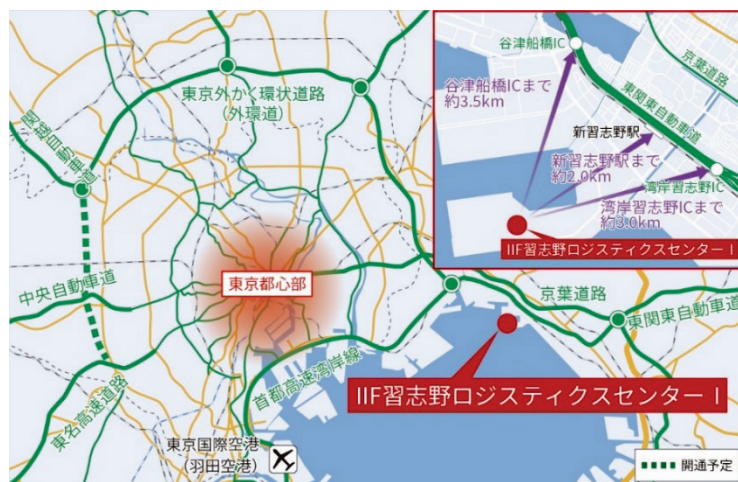 東京外かく環状道路
（外環道）
関越自動車道
中央自動車道
東名高速道路
東京都心部
首都高速湾岸線
東京国際空港
（羽田空港）
京葉道路
東関東自動車道
IIF習志野ロジスティクスセンターⅠ
開通予定
谷津船橋IC
谷津船橋ICまで
約3.5km
京葉道路
東関東自動車道
新習志野駅
新習志野駅まで
約2.0km
湾岸習志野IC
湾岸習志野ICまで
約3.0km
IIF習志野ロジスティクスセンターⅠ